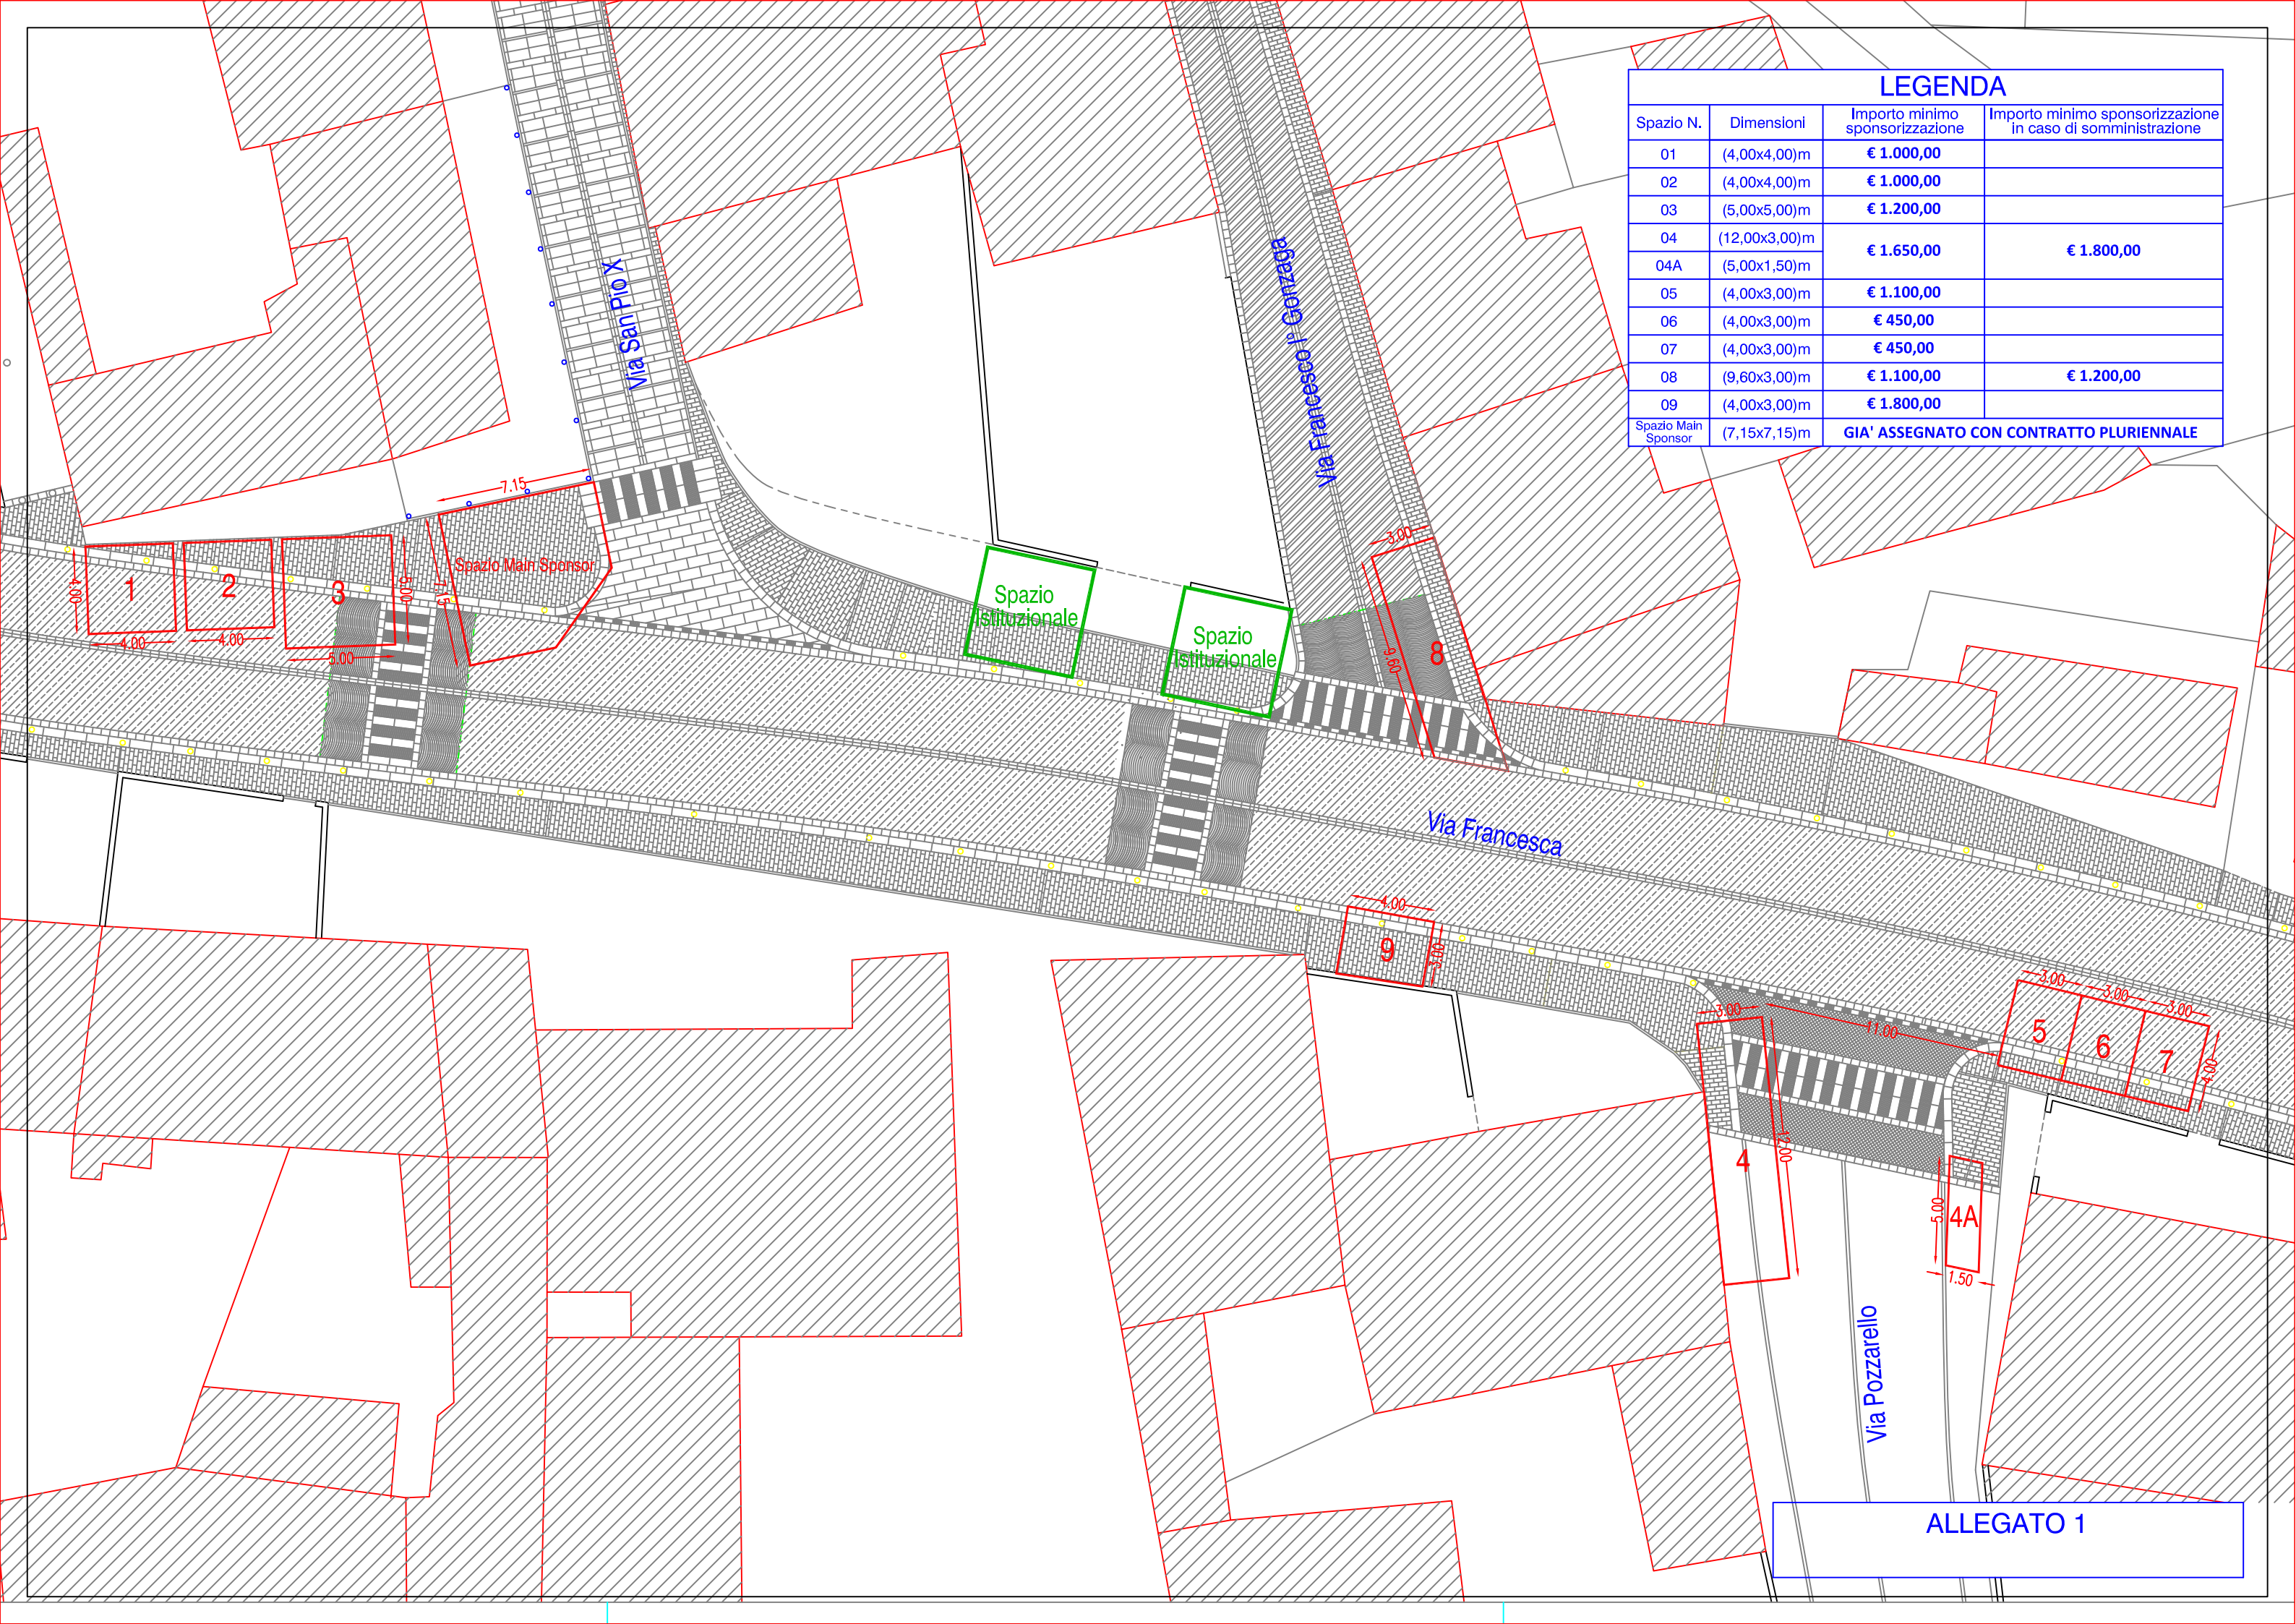 LEGENDA
Spazio N. Dimensioni Importo minimo sponsorizzazione Importo minimo sponsorizzazione in caso di somministrazione
01 (4,00x4,00)m € 1.000,00
02 (4,00x4,00)m € 1.000,00
03 (5,00x5,00)m € 1.200,00
04 (12,00x3,00)m € 1.650,00 € 1.800,00
04A (5,00x1,50)m
05 (4,00x3,00)m € 1.100,00
06 (4,00x3,00)m € 450,00
07 (4,00x3,00)m € 450,00
08 (9,60x3,00)m € 1.100,00 € 1.200,00
09 (4,00x3,00)m € 1.800,00
Spazio Main Sponsor (7,15x7,15)m GIA' ASSEGNATO CON CONTRATTO PLURIENNALE
Via San Pio X
Via Francesco I° Gonzaga
7.15
7.15
Spazio Main Sponsor
4.00
1
4.00
2
4.00
3
5.00
5.00
Spazio
Istituzionale
Spazio
Istituzionale
3.00
8
9.60
Via Francesca
4.00
9
3.00
3.00
11.00
4
12.00
3.00
3.00
3.00
5
6
7
4.00
5.00
4A
1.50
Via Pozzarello
ALLEGATO 1